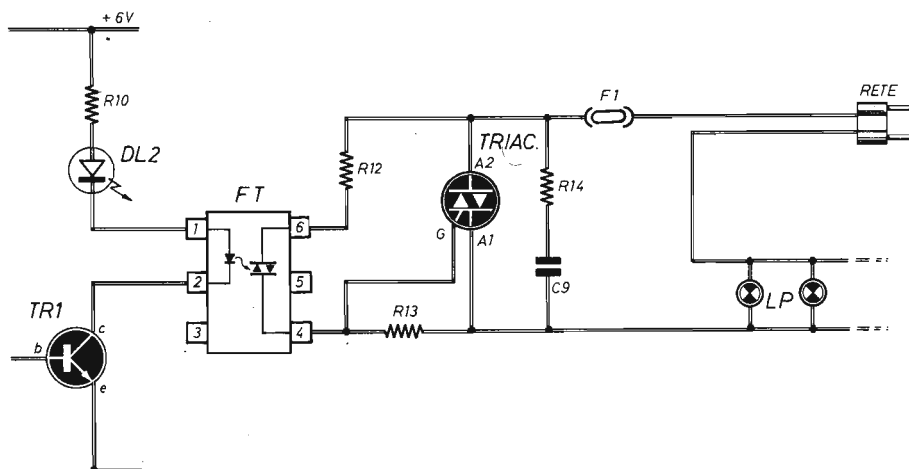 + 6V
R10
DL2
FT
1
2
3
6
5
4
TR1
b
c
e
R12
R13
TRIAC.
A2
G
A1
R14
C9
F1
RETE
LP